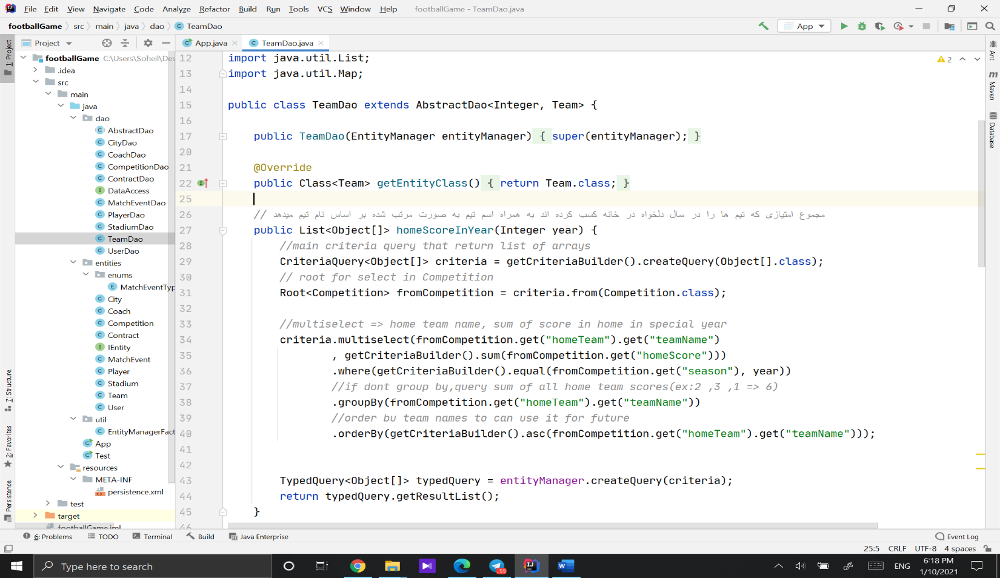 File Edit View Navigate Code Analyze Refactor Build Run Tools VCS Window Help footballGame - TeamDao.java
footballGame src main java dao TeamDao App
Project App.java TeamDao.java
1: Project
7: Structure
2: Favorites
Persistence
footballGame C:\Users\Soheil\Des
.idea
src
main
java
dao
AbstractDao
CityDao
CoachDao
CompetitionDao
ContractDao
DataAccess
MatchEventDao
PlayerDao
StadiumDao
TeamDao
UserDao
entities
enums
MatchEventTyp
City
Coach
Competition
Contract
IEntity
MatchEvent
Player
Stadium
Team
User
util
EntityManagerFact
App
Test
resources
META-INF
persistence.xml
test
target
footballGame.iml
12 import java.util.List;
13 import java.util.Map;
14
15 public class TeamDao extends AbstractDao<Integer, Team> {
16
17 public TeamDao(EntityManager entityManager) { super(entityManager); }
20
21 @Override
22 public Class<Team> getEntityClass() { return Team.class; }
25
26 // مجموع امتیازی که تیم ها را در سال دلخواه در خانه کسب کرده اند به همراه اسم تیم به صورت مرتب شده بر اساس نام تیم میدهد
27 public List<Object[]> homeScoreInYear(Integer year) {
28 //main criteria query that return list of arrays
29 CriteriaQuery<Object[]> criteria = getCriteriaBuilder().createQuery(Object[].class);
30 // root for select in Competition
31 Root<Competition> fromCompetition = criteria.from(Competition.class);
32
33 //multiselect => home team name, sum of score in home in special year
34 criteria.multiselect(fromCompetition.get("homeTeam").get("teamName")
35 , getCriteriaBuilder().sum(fromCompetition.get("homeScore")))
36 .where(getCriteriaBuilder().equal(fromCompetition.get("season"), year))
37 //if dont group by,query sum of all home team scores(ex:2 ,3 ,1 => 6)
38 .groupBy(fromCompetition.get("homeTeam").get("teamName"))
39 //order bu team names to can use it for future
40 .orderBy(getCriteriaBuilder().asc(fromCompetition.get("homeTeam").get("teamName")));
41
42
43 TypedQuery<Object[]> typedQuery = entityManager.createQuery(criteria);
44 return typedQuery.getResultList();
45 }
46
2
Ant
Maven
Database
6: Problems TODO Terminal Build Java Enterprise Event Log
25:5 CRLF UTF-8 4 spaces
Type here to search 59 ENG 6:18 PM
1/10/2021